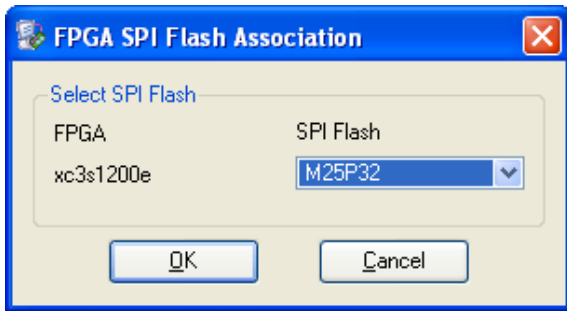 FPGA SPI Flash Association
Select SPI Flash
FPGA SPI Flash
xc3s1200e M25P32
OK Cancel